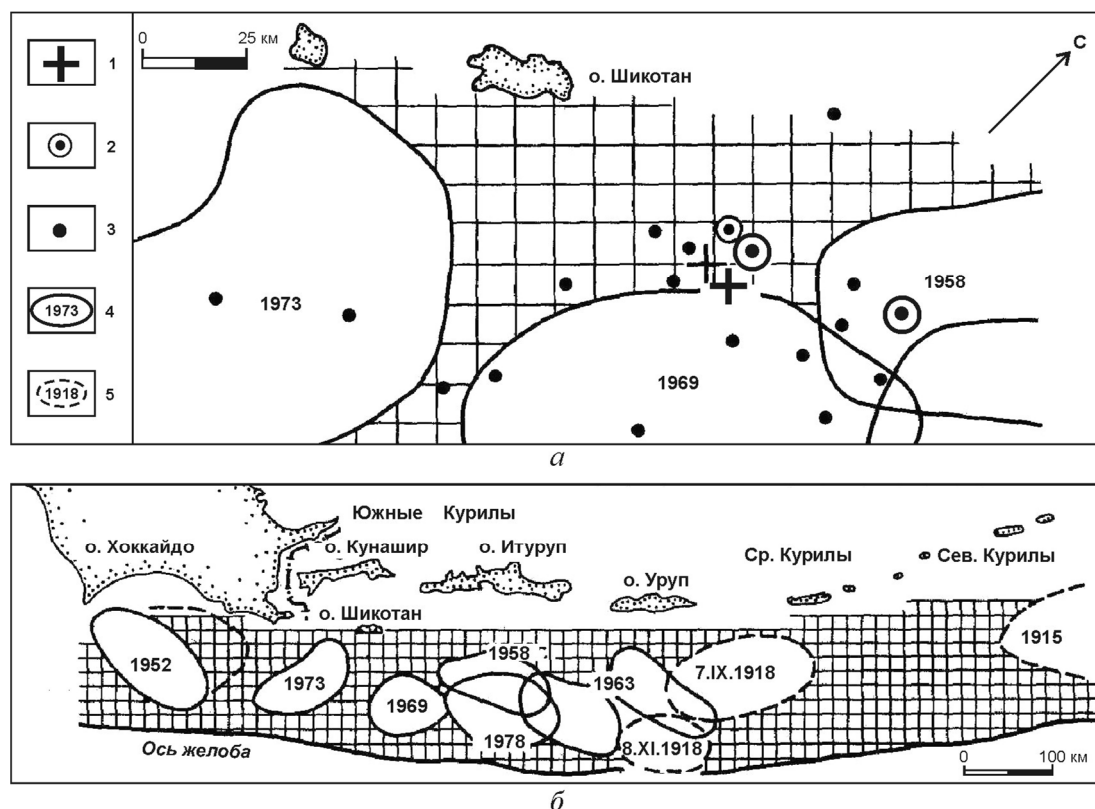 1
2
3
1973
4
1918
5
0 25 км
о. Шикотан
С
1973
1958
1969
а
Южные Курилы
о. Хоккайдо
о. Кунашир
о. Итуруп
о. Уруп
Ср. Курилы
Сев. Курилы
о. Шикотан
1952
1973
1969
1958
1978
1963
7.IX.1918
8.XI.1918
1915
Ось желоба
0 100 км
б